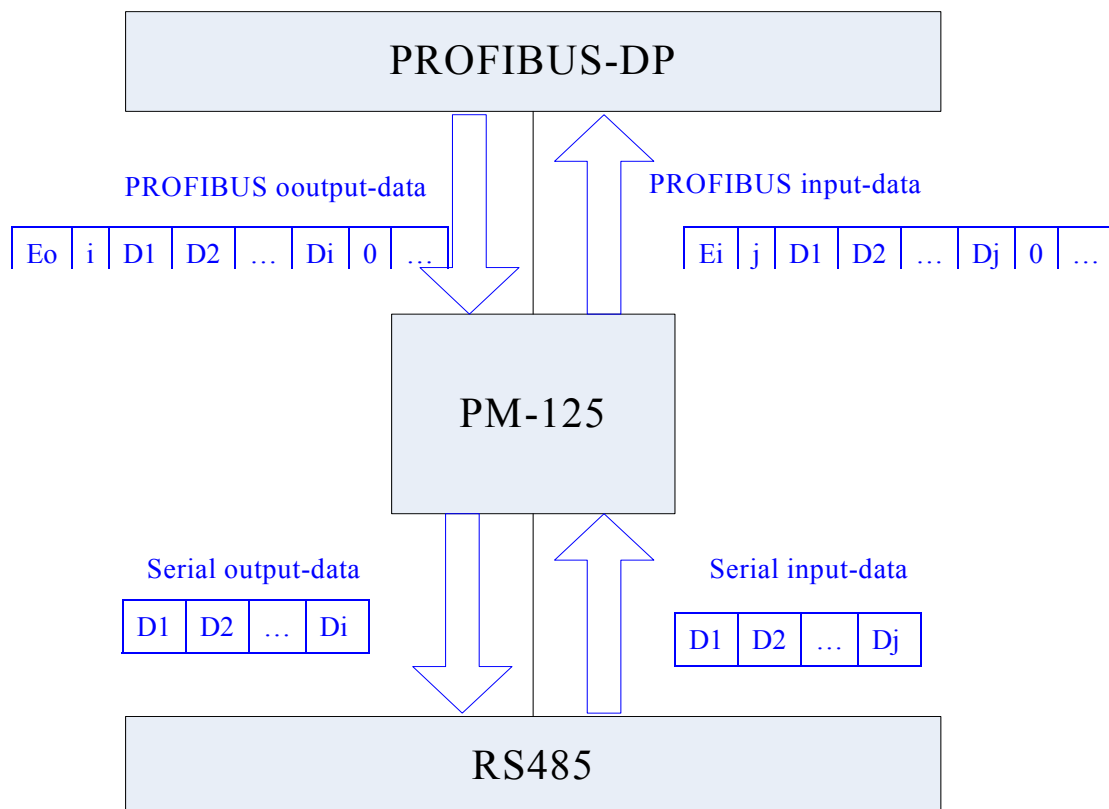 PROFIBUS-DP
PROFIBUS ooutput-data
PROFIBUS input-data
Eo i D1 D2 ... Di 0 ...
Ei j D1 D2 ... Dj 0 ...
PM-125
Serial output-data
Serial input-data
D1 D2 ... Di
D1 D2 ... Dj
RS485